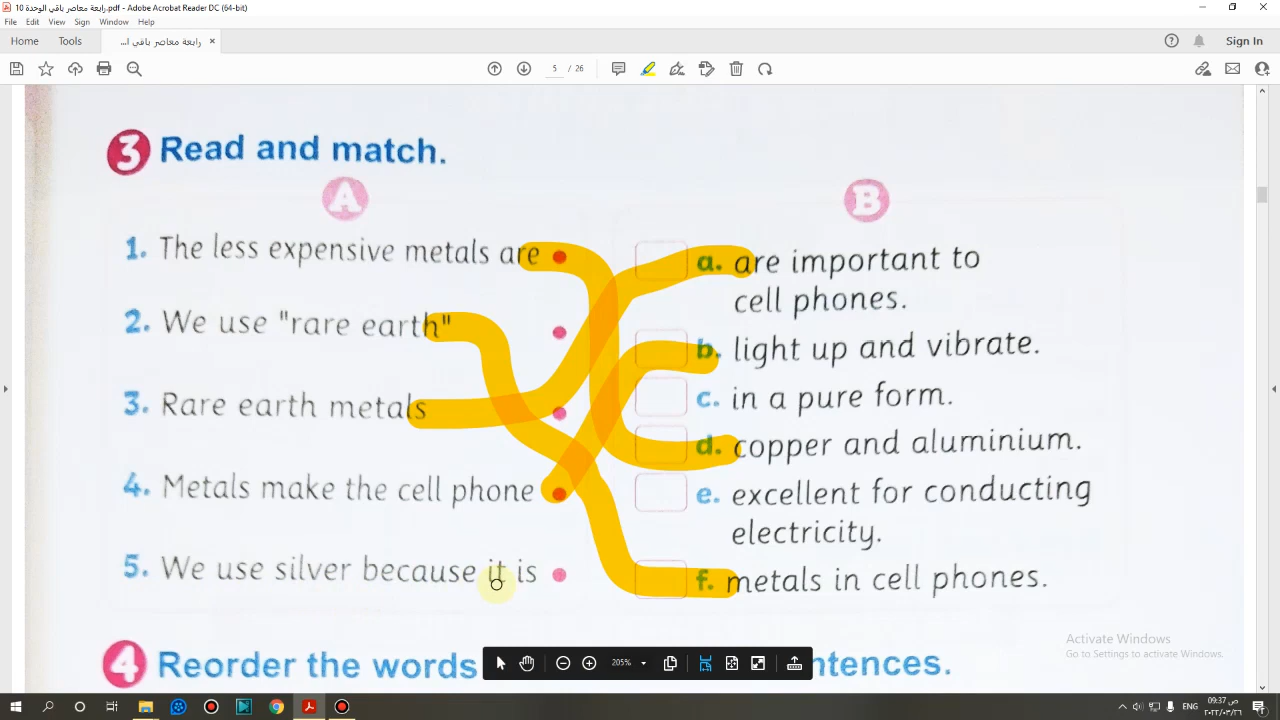 رابعة معاصر باقي الوحدة 10.pdf - Adobe Acrobat Reader DC (64-bit)
File Edit View Sign Window Help
Home Tools رابعة معاصر باقي ا... × Sign In
5 / 26
3 Read and match.
A B
1. The less expensive metals are
2. We use "rare earth"
3. Rare earth metals
4. Metals make the cell phone
5. We use silver because it is
a. are important to
cell phones.
b. light up and vibrate.
c. in a pure form.
d. copper and aluminium.
e. excellent for conducting
electricity.
f. metals in cell phones.
Activate Windows
Go to Settings to activate Windows.
4 Reorder the words ntences.
205%
ENG 09:37 ص
٢٠٢٢/٠٣/٢٦